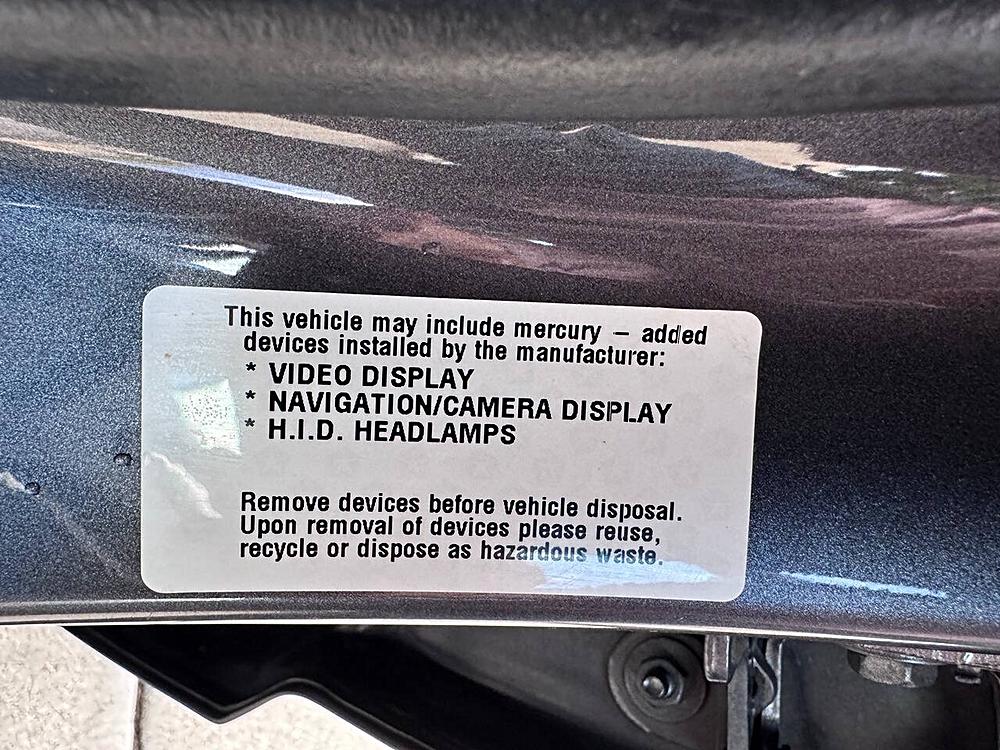 This vehicle may include mercury – added
devices installed by the manufacturer:
* VIDEO DISPLAY
* NAVIGATION/CAMERA DISPLAY
* H.I.D. HEADLAMPS
Remove devices before vehicle disposal.
Upon removal of devices please reuse,
recycle or dispose as hazardous waste.